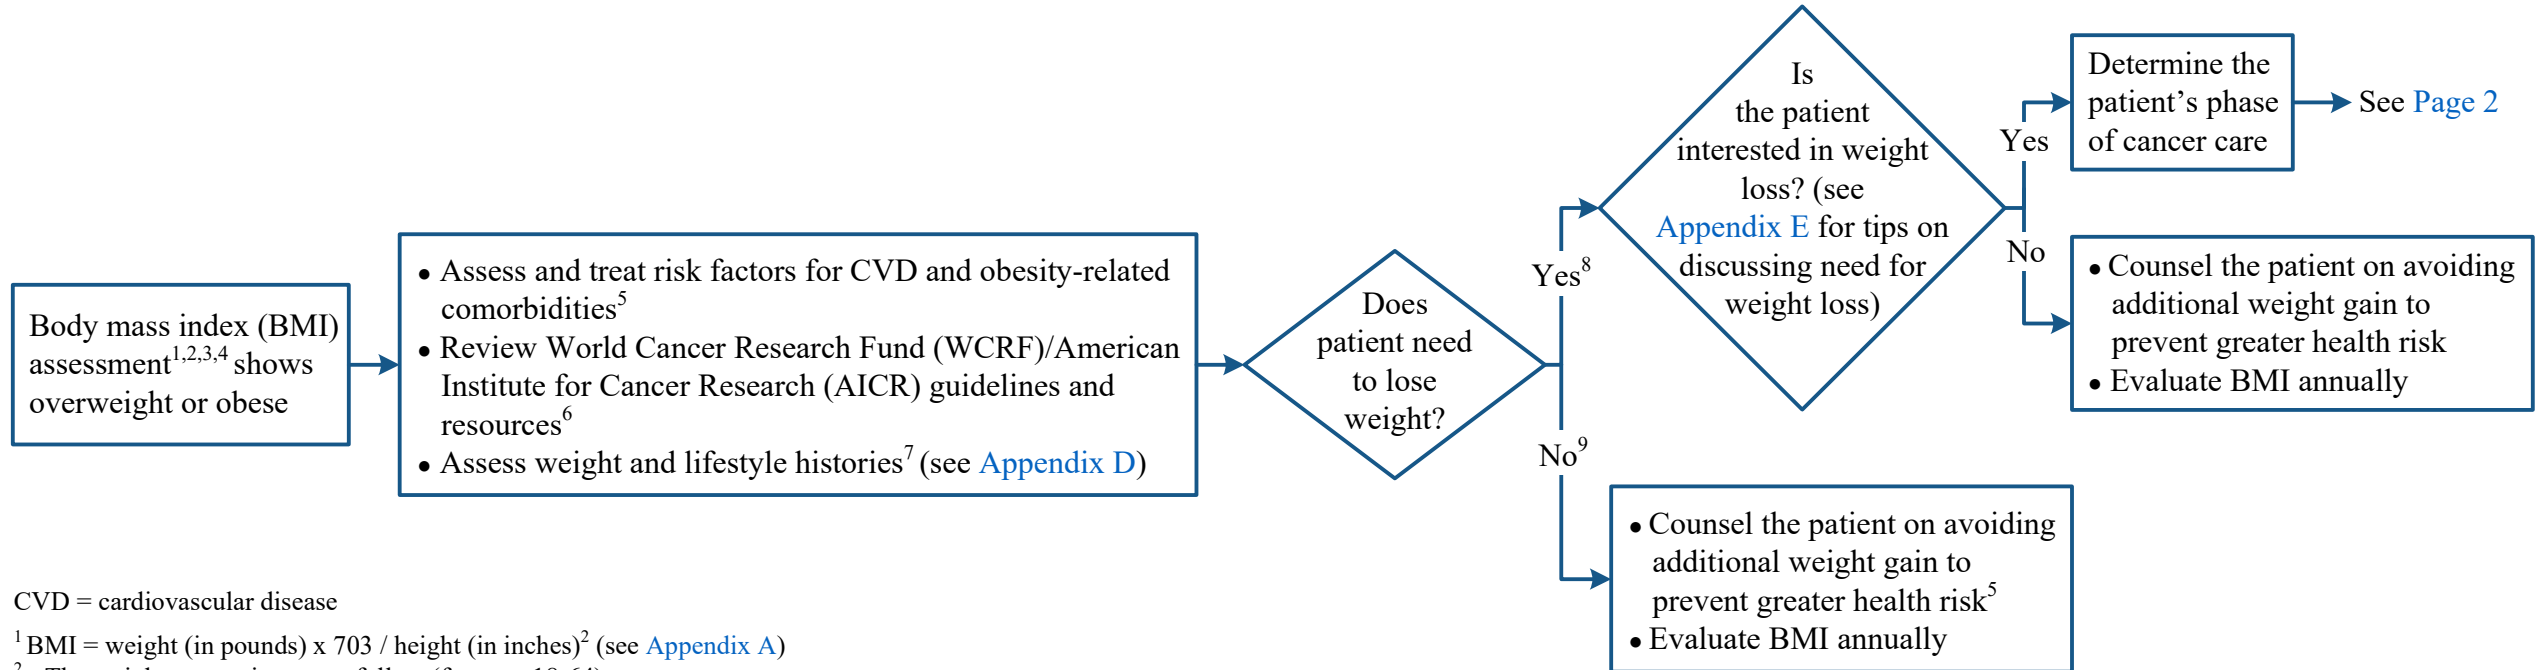 Body mass index (BMI)
assessment1,2,3,4 shows
overweight or obese
• Assess and treat risk factors for CVD and obesity-related
comorbidities5
• Review World Cancer Research Fund (WCRF)/American
Institute for Cancer Research (AICR) guidelines and
resources6
• Assess weight and lifestyle histories7 (see Appendix D)
Does
patient need
to lose
weight?
Yes8
No9
Is
the patient
interested in weight
loss? (see
Appendix E for tips on
discussing need for
weight loss)
Yes
No
Determine the
patient’s phase
of cancer care
See Page 2
• Counsel the patient on avoiding
additional weight gain to
prevent greater health risk
• Evaluate BMI annually
• Counsel the patient on avoiding
additional weight gain to
prevent greater health risk5
• Evaluate BMI annually
CVD = cardiovascular disease
1 BMI = weight (in pounds) x 703 / height (in inches)2 (see Appendix A)